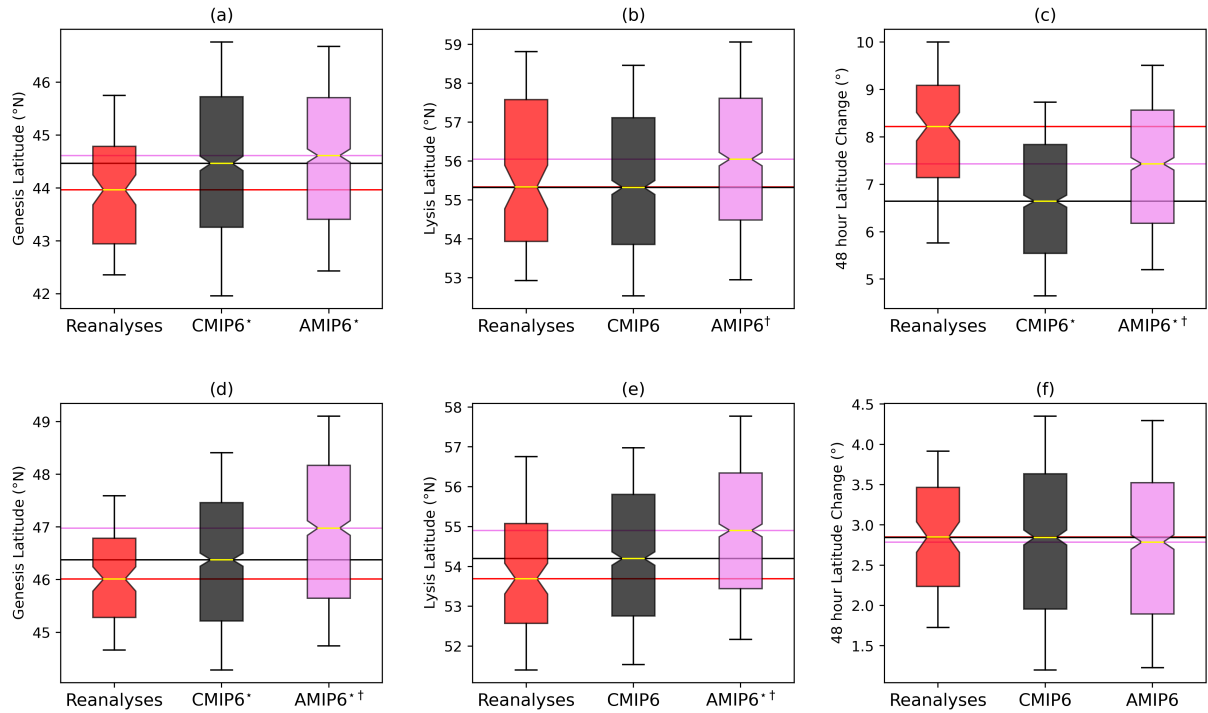 (a)
Genesis Latitude (°N)
46
45
44
43
42
Reanalyses CMIP6⋆ AMIP6⋆
(b)
Lysis Latitude (°N)
59
58
57
56
55
54
53
Reanalyses CMIP6 AMIP6†
(c)
48 hour Latitude Change (°)
10
9
8
7
6
5
Reanalyses CMIP6⋆ AMIP6⋆†
(d)
Genesis Latitude (°N)
49
48
47
46
45
Reanalyses CMIP6⋆ AMIP6⋆†
(e)
Lysis Latitude (°N)
58
57
56
55
54
53
52
Reanalyses CMIP6 AMIP6⋆†
(f)
48 hour Latitude Change (°)
4.5
4.0
3.5
3.0
2.5
2.0
1.5
Reanalyses CMIP6 AMIP6